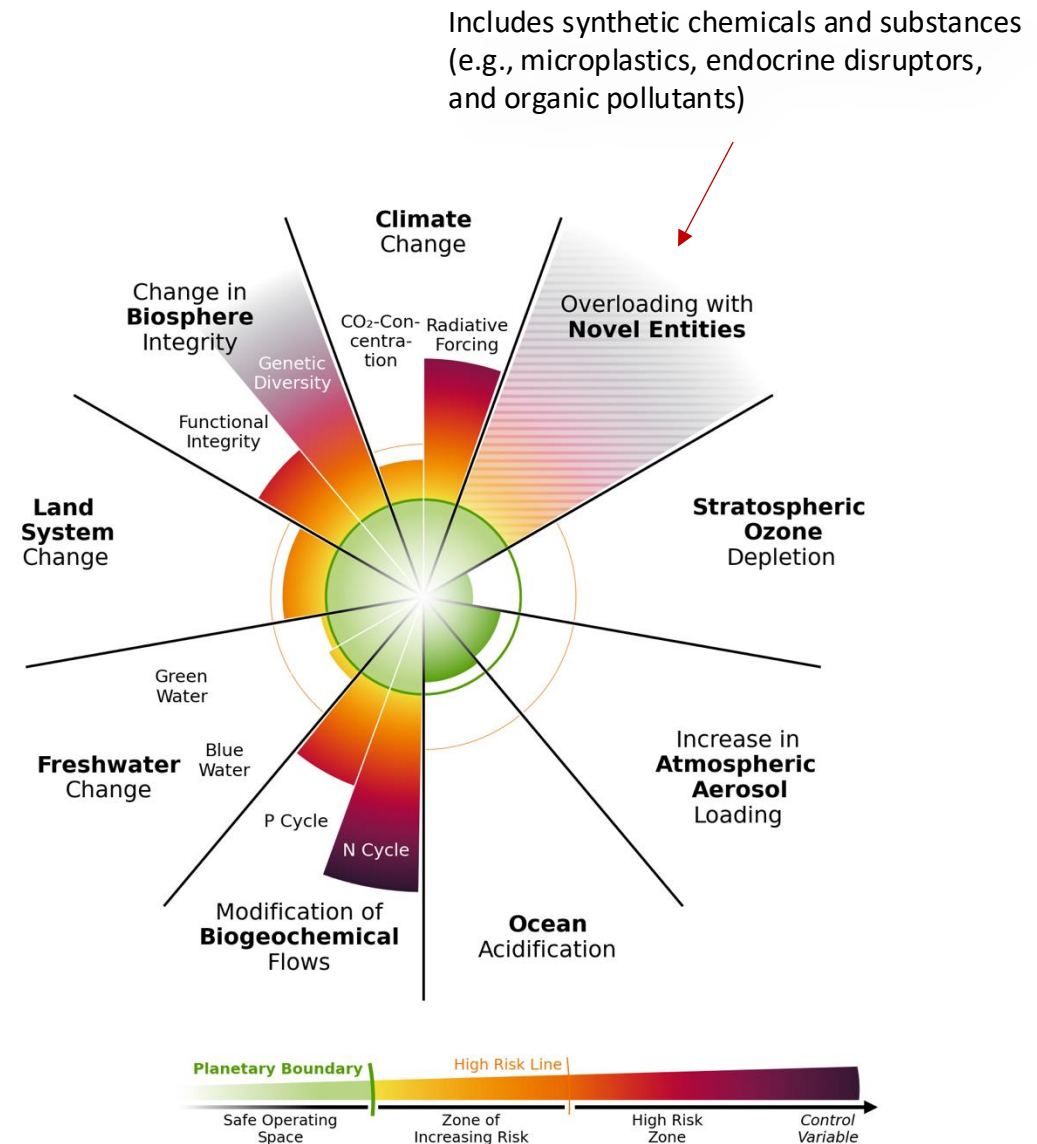 Includes synthetic chemicals and substances
(e.g., microplastics, endocrine disruptors,
and organic pollutants)
Climate
Change
CO₂-Con-
centra-
tion
Radiative
Forcing
Overloading with
Novel Entities
Stratospheric
Ozone
Depletion
Increase in
Atmospheric
Aerosol
Loading
Ocean
Acidification
Modification of
Biogeochemical
Flows
P Cycle
N Cycle
Freshwater
Change
Green
Water
Blue
Water
Land
System
Change
Change in
Biosphere
Integrity
Genetic
Diversity
Functional
Integrity
Planetary Boundary
High Risk Line
Safe Operating
Space
Zone of
Increasing Risk
High Risk
Zone
Control
Variable